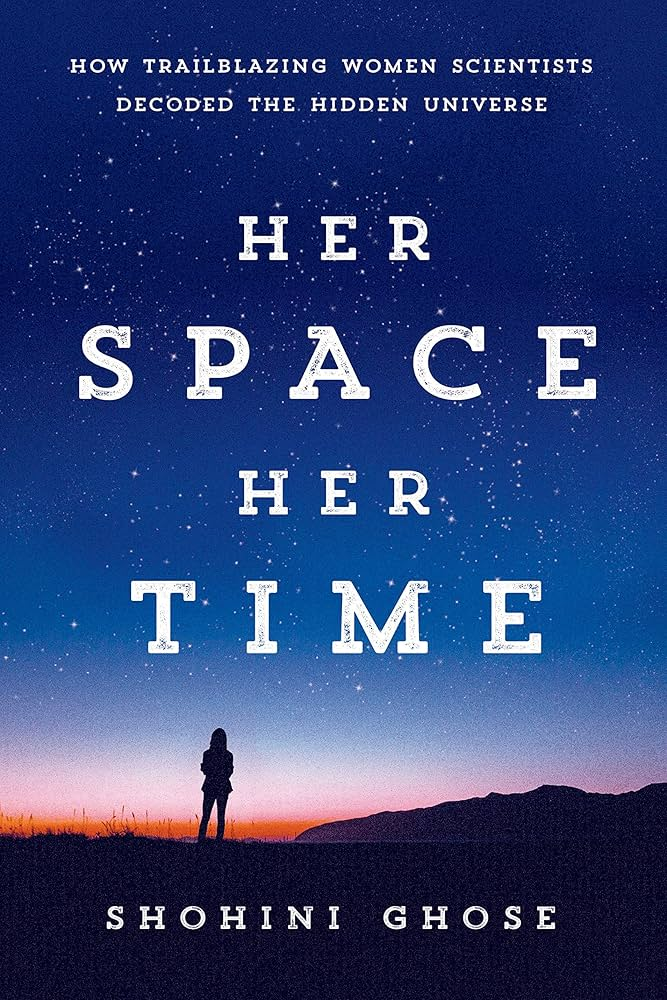 HOW TRAILBLAZING WOMEN SCIENTISTS
DECODED THE HIDDEN UNIVERSE
HER
SPACE
HER
TIME
SHOHINI GHOSE